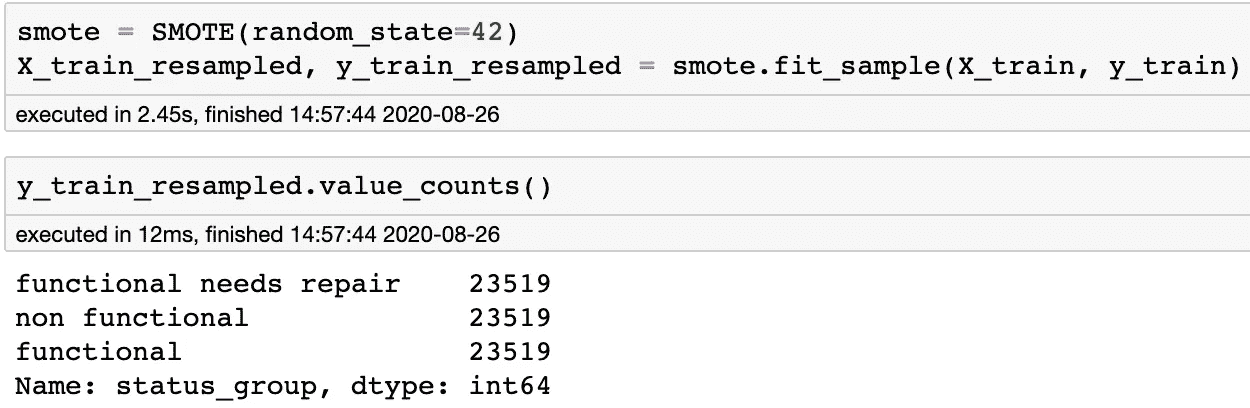 smote = SMOTE(random_state=42)
X_train_resampled, y_train_resampled = smote.fit_sample(X_train, y_train)
executed in 2.45s, finished 14:57:44 2020-08-26
y_train_resampled.value_counts()
executed in 12ms, finished 14:57:44 2020-08-26
functional needs repair    23519
non functional             23519
functional                 23519
Name: status_group, dtype: int64